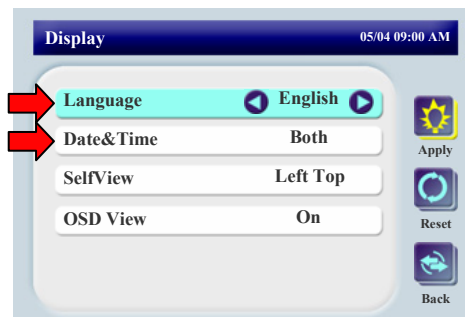 Display 05/04 09:00 AM
Language English
Date&Time Both
Apply
SelfView Left Top
OSD View On
Reset
Back